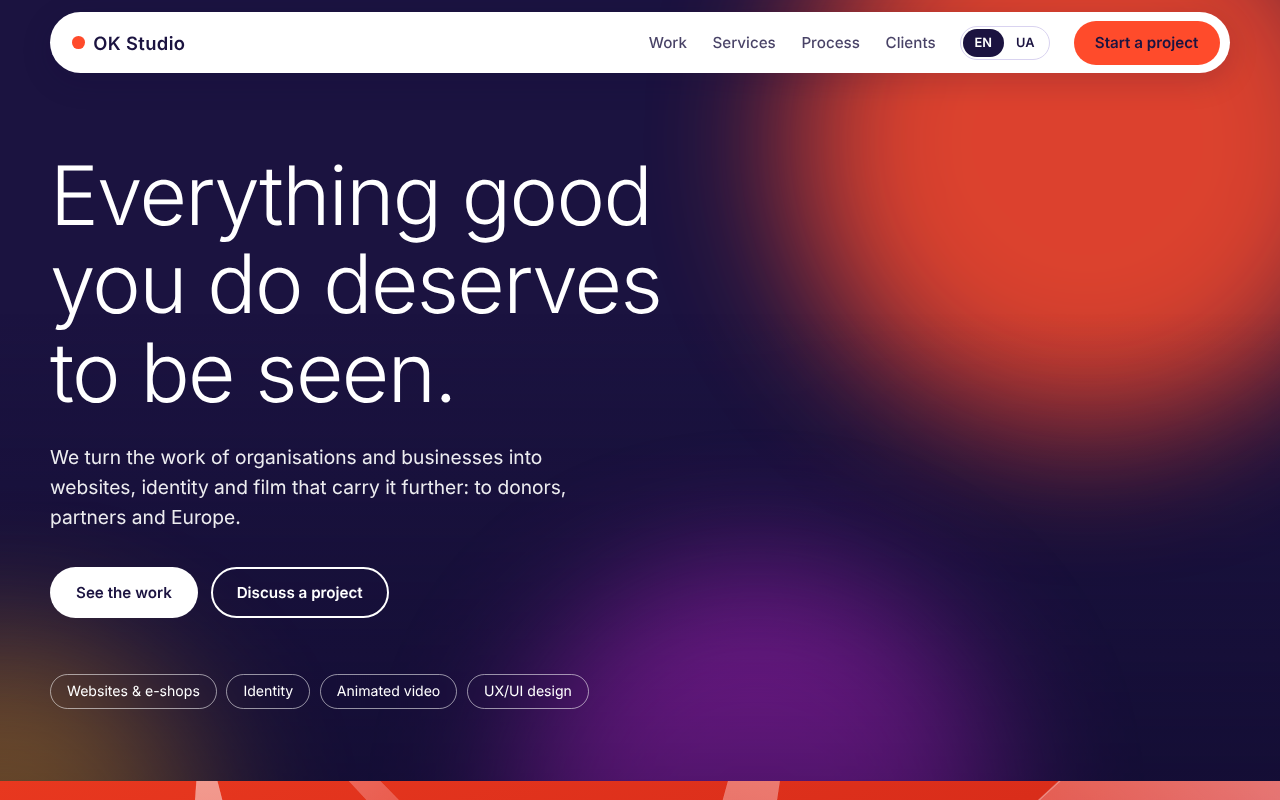 OK Studio
Work
Services
Process
Clients
EN
UA
Start a project
Everything good
you do deserves
to be seen.
We turn the work of organisations and businesses into
websites, identity and film that carry it further: to donors,
partners and Europe.
See the work
Discuss a project
Websites & e-shops
Identity
Animated video
UX/UI design